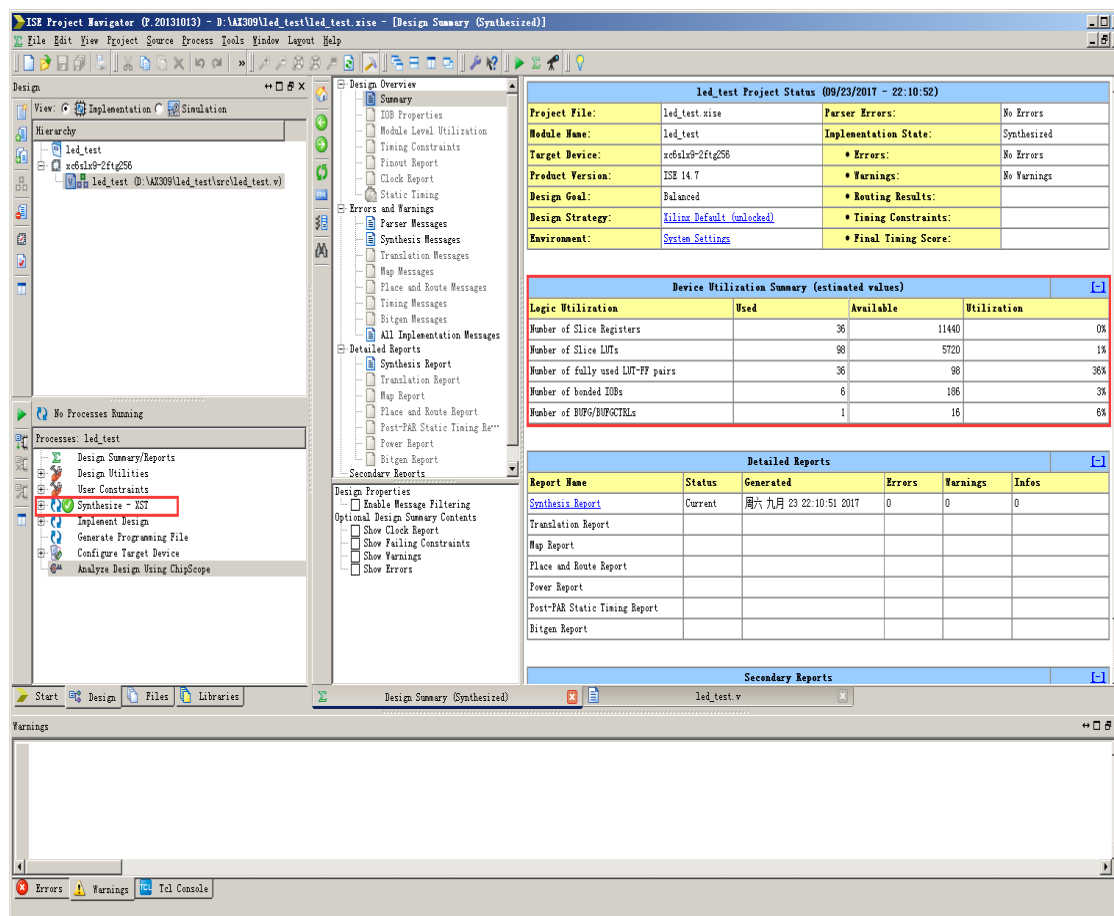 ISE Project Navigator (P.20131013) - D:\AX309\led_test\led_test.xise - [Design Summary (Synthesized)]
File Edit View Project Source Process Tools Window Layout Help
Design
View: Implementation Simulation
Hierarchy
led_test
xc6slx9-2ftg256
led_test (D:\AX309\led_test\src\led_test.v)
No Processes Running
Processes: led_test
Design Summary/Reports
Design Utilities
User Constraints
Synthesize - XST
Implement Design
Generate Programming File
Configure Target Device
Analyze Design Using ChipScope
Start Design Files Libraries
Design Overview
Summary
IOB Properties
Module Level Utilization
Timing Constraints
Pinout Report
Clock Report
Static Timing
Errors and Warnings
Parser Messages
Synthesis Messages
Translation Messages
Map Messages
Place and Route Messages
Timing Messages
Bitgen Messages
All Implementation Messages
Detailed Reports
Synthesis Report
Translation Report
Map Report
Place and Route Report
Post-PAR Static Timing Re...
Power Report
Bitgen Report
Secondary Reports
Design Properties
Enable Message Filtering
Optional Design Summary Contents
Show Clock Report
Show Failing Constraints
Show Warnings
Show Errors
led_test Project Status (09/23/2017 - 22:10:52)
Project File: led_test.xise Parser Errors: No Errors
Module Name: led_test Implementation State: Synthesized
Target Device: xc6slx9-2ftg256 • Errors: No Errors
Product Version: ISE 14.7 • Warnings: No Warnings
Design Goal: Balanced • Routing Results:
Design Strategy: Xilinx Default (unlocked) • Timing Constraints:
Environment: System Settings • Final Timing Score:
Device Utilization Summary (estimated values) [-]
Logic Utilization Used Available Utilization
Number of Slice Registers 36 11440 0%
Number of Slice LUTs 98 5720 1%
Number of fully used LUT-FF pairs 36 98 36%
Number of bonded IOBs 6 186 3%
Number of BUFG/BUFGCTRLs 1 16 6%
Detailed Reports [-]
Report Name Status Generated Errors Warnings Infos
Synthesis Report Current 周六 九月 23 22:10:51 2017 0 0 0
Translation Report
Map Report
Place and Route Report
Power Report
Post-PAR Static Timing Report
Bitgen Report
Secondary Reports [-]
Design Summary (Synthesized) led_test.v
Warnings
Errors Warnings TCL Tcl Console